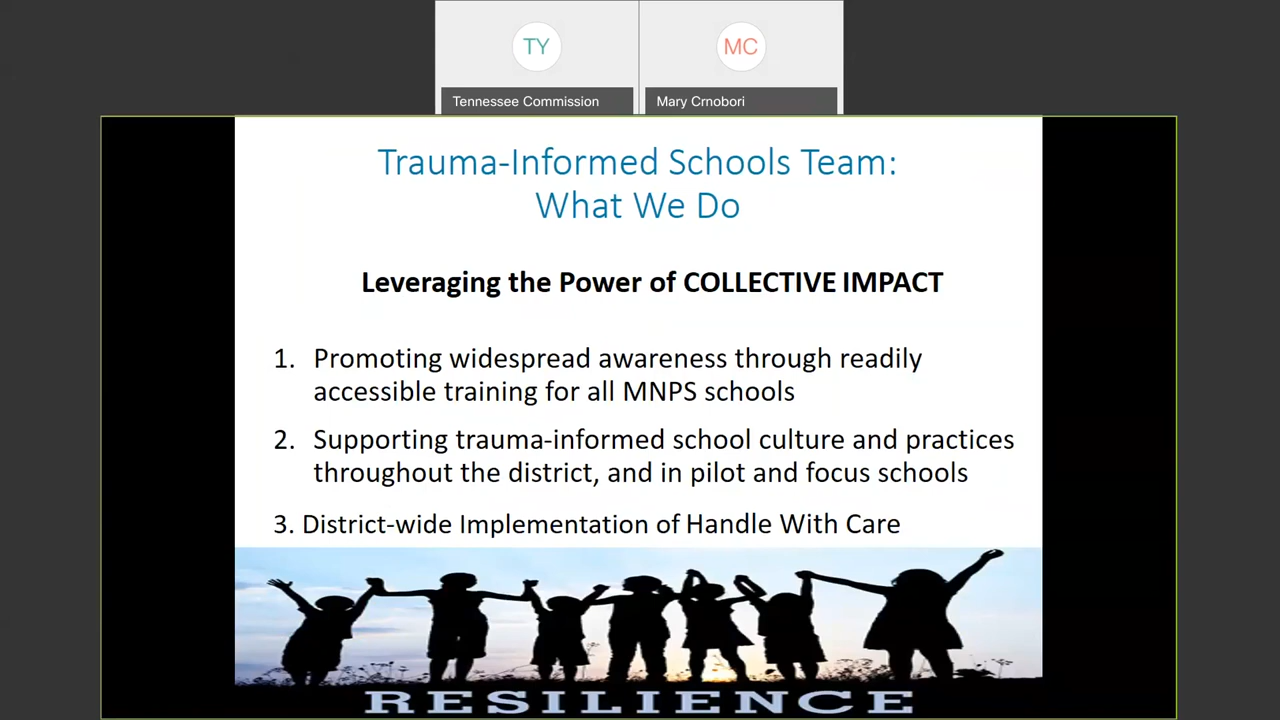 TY
MC
Tennessee Commission
Mary Crnobori
Trauma-Informed Schools Team:
What We Do
Leveraging the Power of COLLECTIVE IMPACT
1. Promoting widespread awareness through readily
accessible training for all MNPS schools
2. Supporting trauma-informed school culture and practices
throughout the district, and in pilot and focus schools
3. District-wide Implementation of Handle With Care
RESILIENCE